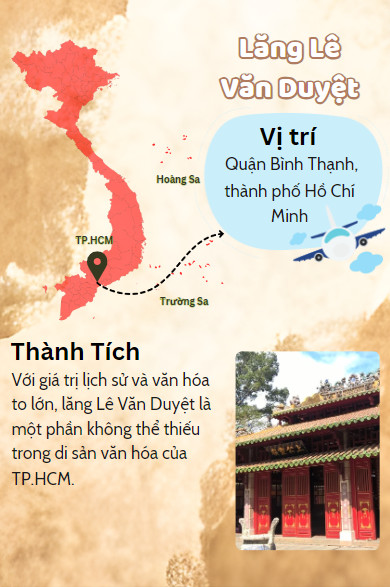 Lăng Lê
Văn Duyệt
Vị trí
Quận Bình Thạnh,
thành phố Hồ Chí
Minh
Hoàng Sa
TP.HCM
Trường Sa
Thành Tích
Với giá trị lịch sử và văn hóa
to lớn, lăng Lê Văn Duyệt là
một phần không thể thiếu
trong di sản văn hóa của
TP.HCM.